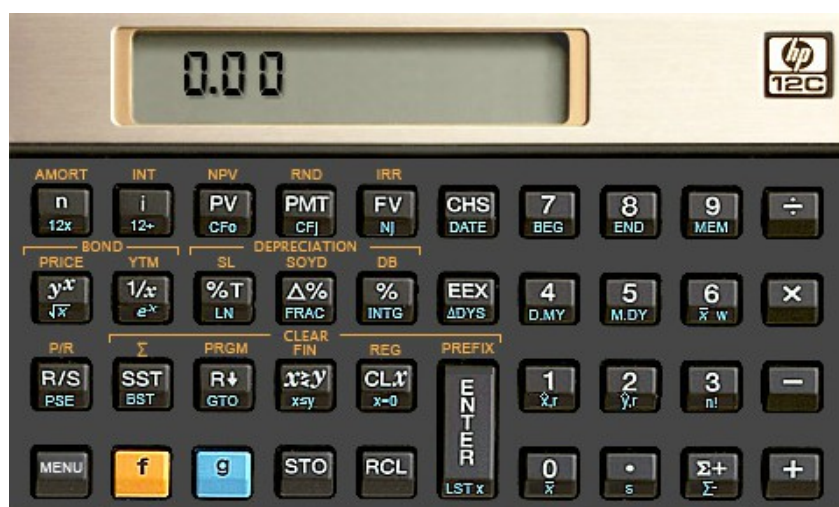 0.00
hp
12C
AMORT INT NPV RND IRR
n i PV PMT FV CHS 7 8 9 ÷
12x 12÷ CFo CFj Nj DATE BEG END MEM
BOND DEPRECIATION
PRICE YTM SL SOYD DB
yˣ 1/x %T Δ% % EEX 4 5 6 ×
√x eˣ LN FRAC INTG ΔDYS D.MY M.DY x̄ w
CLEAR
P/R Σ PRGM FIN REG PREFIX
R/S SST R↓ x≷y CLx ENTER 1 2 3 −
PSE BST GTO x≤y x=0 x̂,r ŷ,r n!
MENU f g STO RCL 0 • Σ+ +
LST x x̄ s Σ-